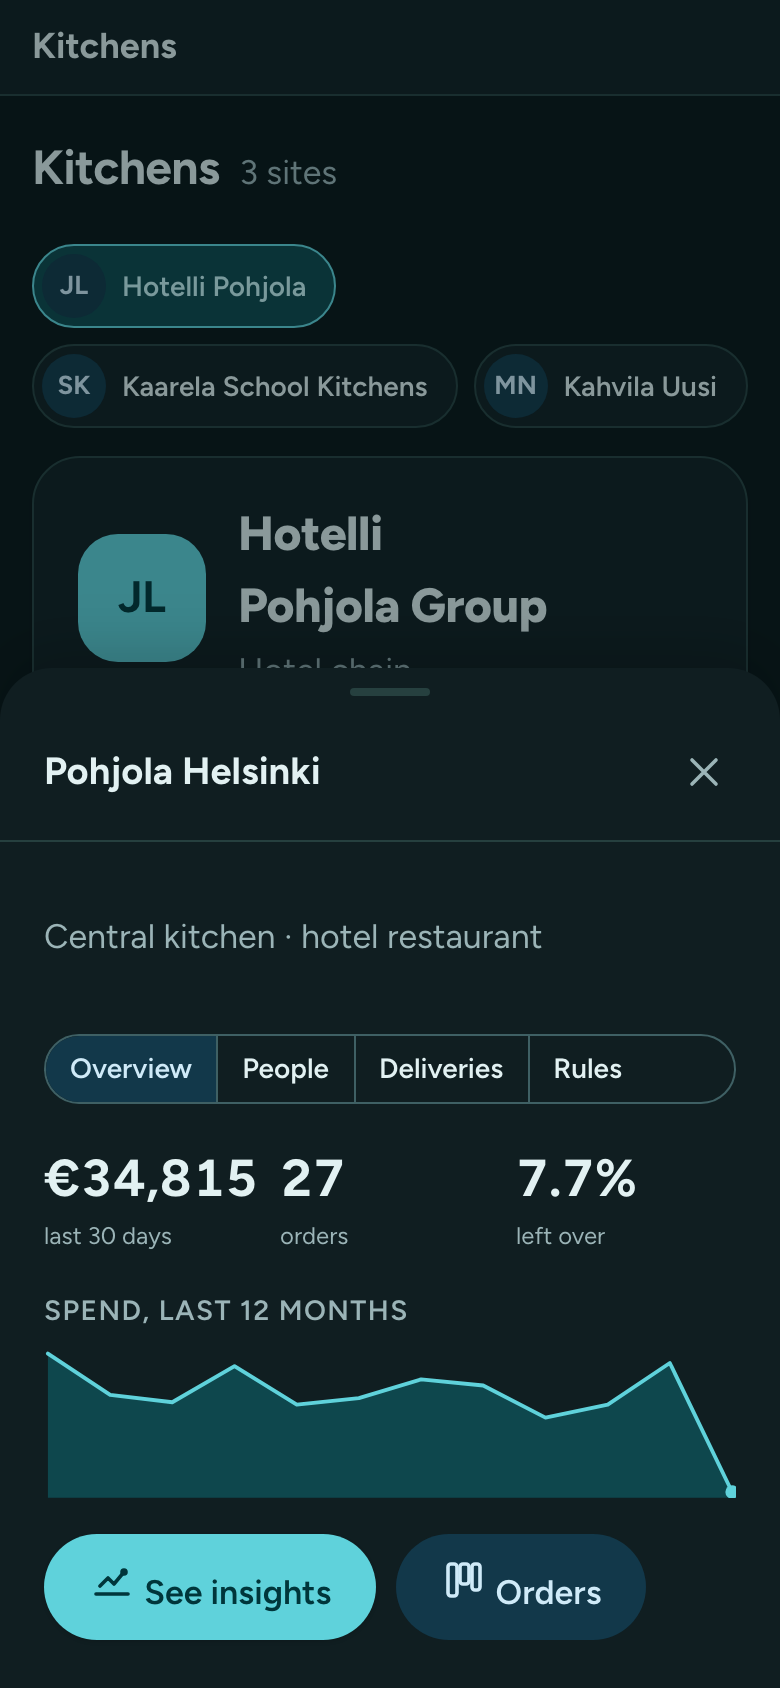 Kitchens
Kitchens 3 sites
JL Hotelli Pohjola
SK Kaarela School Kitchens MN Kahvila Uusi
JL
Hotelli
Pohjola Group
Hotel chain
Pohjola Helsinki
Central kitchen · hotel restaurant
Overview People Deliveries Rules
€34,815 27 7.7%
last 30 days orders left over
SPEND, LAST 12 MONTHS
See insights Orders